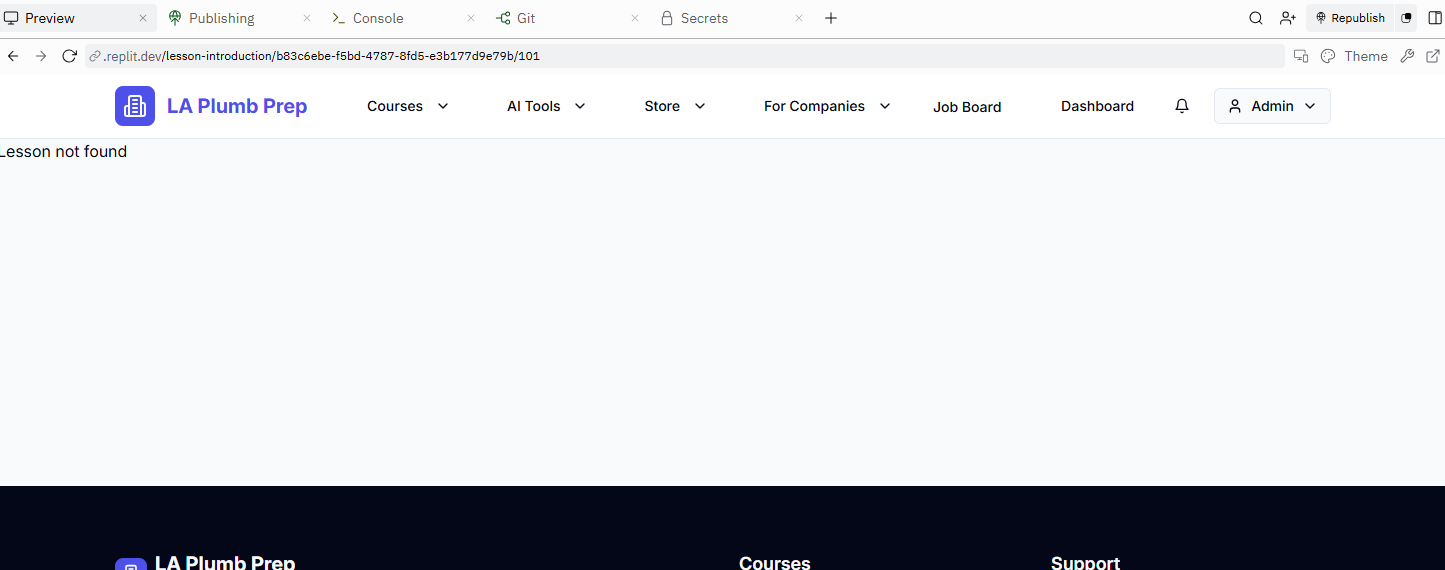 Preview Publishing Console Git Secrets Republish
.replit.dev/lesson-introduction/b83c6ebe-f5bd-4787-8fd5-e3b177d9e79b/101 Theme
LA Plumb Prep Courses AI Tools Store For Companies Job Board Dashboard Admin
Lesson not found
LA Plumb Prep Courses Support